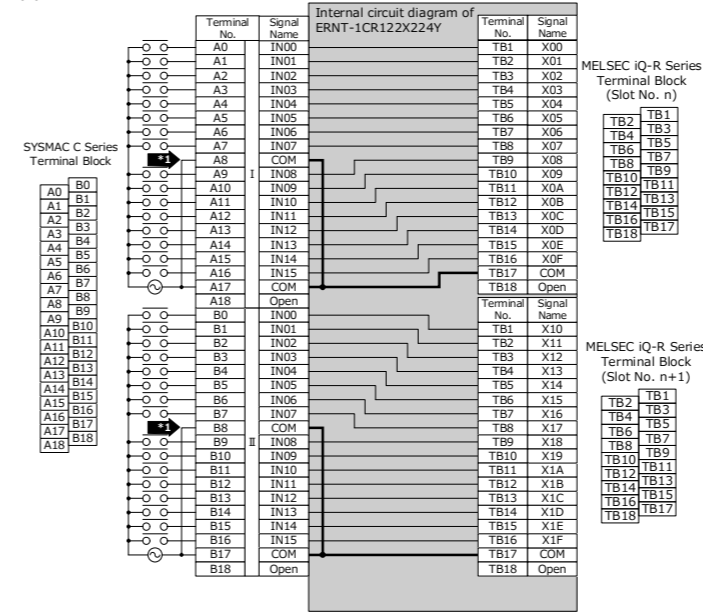 Internal circuit diagram of
ERNT-1CR122X224Y
Terminal No. Signal Name Terminal No. Signal Name
A0 IN00 TB1 X00
A1 IN01 TB2 X01
A2 IN02 TB3 X02
A3 IN03 TB4 X03
A4 IN04 TB5 X04
A5 IN05 TB6 X05
A6 IN06 TB7 X06
A7 IN07 TB8 X07
*1 A8 COM TB9 X08
A9 I IN08 TB10 X09
A10 IN09 TB11 X0A
A11 IN10 TB12 X0B
A12 IN11 TB13 X0C
A13 IN12 TB14 X0D
A14 IN13 TB15 X0E
A15 IN14 TB16 X0F
A16 IN15 TB17 COM
A17 COM TB18 Open
A18 Open Terminal No. Signal Name
B0 IN00 TB1 X10
B1 IN01 TB2 X11
B2 IN02 TB3 X12
B3 IN03 TB4 X13
B4 IN04 TB5 X14
B5 IN05 TB6 X15
B6 IN06 TB7 X16
B7 IN07 TB8 X17
*1 B8 COM
B9 II IN08 TB9 X18
B10 IN09 TB10 X19
B11 IN10 TB11 X1A
B12 IN11 TB12 X1B
B13 IN12 TB13 X1C
B14 IN13 TB14 X1D
B15 IN14 TB15 X1E
B16 IN15 TB16 X1F
B17 COM TB17 COM
B18 Open TB18 Open
SYSMAC C Series
Terminal Block
A0 B0
A1 B1
A2 B2
A3 B3
A4 B4
A5 B5
A6 B6
A7 B7
A8 B8
A9 B9
A10 B10
A11 B11
A12 B12
A13 B13
A14 B14
A15 B15
A16 B16
A17 B17
A18 B18
MELSEC iQ-R Series
Terminal Block
(Slot No. n)
TB2 TB1
TB4 TB3
TB6 TB5
TB8 TB7
TB10 TB9
TB12 TB11
TB14 TB13
TB16 TB15
TB18 TB17
MELSEC iQ-R Series
Terminal Block
(Slot No. n+1)
TB2 TB1
TB4 TB3
TB6 TB5
TB8 TB7
TB10 TB9
TB12 TB11
TB14 TB13
TB16 TB15
TB18 TB17